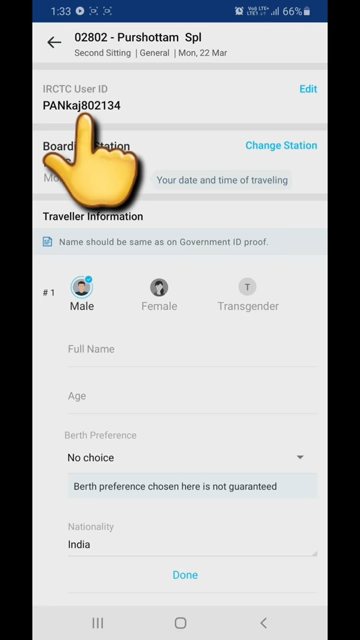 1:33 66%
02802 - Purshottam Spl
Second Sitting | General | Mon, 22 Mar
IRCTC User ID Edit
PANkaj802134
Station Change Station
Your date and time of traveling
Traveller Information
Name should be same as on Government ID proof.
# 1 Male Female T Transgender
Full Name
Age
Berth Preference
No choice
Berth preference chosen here is not guaranteed
Nationality
India
Done